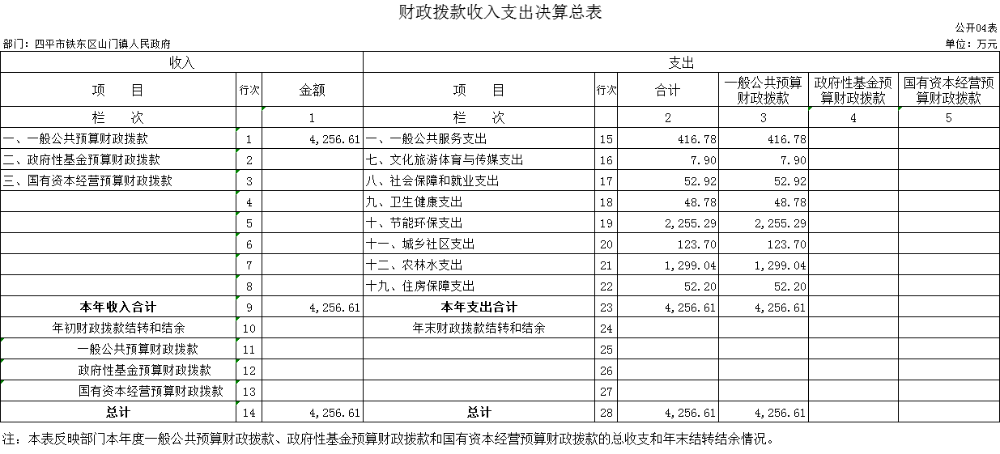 财政拨款收入支出决算总表
公开04表
部门：四平市铁东区山门镇人民政府 单位：万元
收入 支出
项 目 行次 金额 项 目 行次 合计 一般公共预算财政拨款 政府性基金预算财政拨款 国有资本经营预算财政拨款
栏 次 1 栏 次 2 3 4 5
一、一般公共预算财政拨款 1 4,256.61 一、一般公共服务支出 15 416.78 416.78
二、政府性基金预算财政拨款 2 七、文化旅游体育与传媒支出 16 7.90 7.90
三、国有资本经营预算财政拨款 3 八、社会保障和就业支出 17 52.92 52.92
4 九、卫生健康支出 18 48.78 48.78
5 十、节能环保支出 19 2,255.29 2,255.29
6 十一、城乡社区支出 20 123.70 123.70
7 十二、农林水支出 21 1,299.04 1,299.04
8 十九、住房保障支出 22 52.20 52.20
本年收入合计 9 4,256.61 本年支出合计 23 4,256.61 4,256.61
年初财政拨款结转和结余 10 年末财政拨款结转和结余 24
一般公共预算财政拨款 11 25
政府性基金预算财政拨款 12 26
国有资本经营预算财政拨款 13 27
总计 14 4,256.61 总计 28 4,256.61 4,256.61
注：本表反映部门本年度一般公共预算财政拨款、政府性基金预算财政拨款和国有资本经营预算财政拨款的总收支和年末结转结余情况。